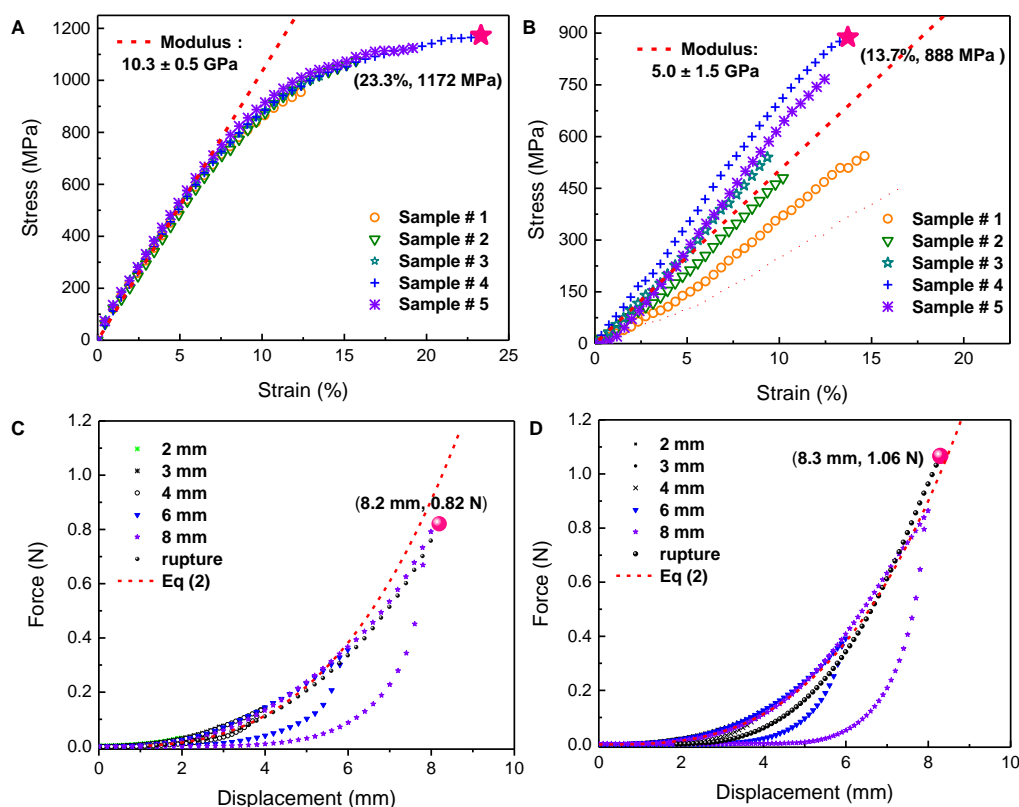 A
1200
1000
800
600
400
200
0
Stress (MPa)
Modulus :
10.3 ± 0.5 GPa
(23.3%, 1172 MPa)
Sample # 1
Sample # 2
Sample # 3
Sample # 4
Sample # 5
0 5 10 15 20 25
Strain (%)
B
900
750
600
450
300
150
0
Stress (MPa)
Modulus:
5.0 ± 1.5 GPa
(13.7%, 888 MPa )
Sample # 1
Sample # 2
Sample # 3
Sample # 4
Sample # 5
0 5 10 15 20
Strain (%)
C
1.2
1.0
0.8
0.6
0.4
0.2
0.0
Force (N)
2 mm
3 mm
4 mm
6 mm
8 mm
rupture
Eq (2)
(8.2 mm, 0.82 N)
0 2 4 6 8 10
Displacement (mm)
D
1.2
1.0
0.8
0.6
0.4
0.2
0.0
Force (N)
2 mm
3 mm
4 mm
6 mm
8 mm
rupture
Eq (2)
(8.3 mm, 1.06 N)
0 2 4 6 8 10
Displacement (mm)